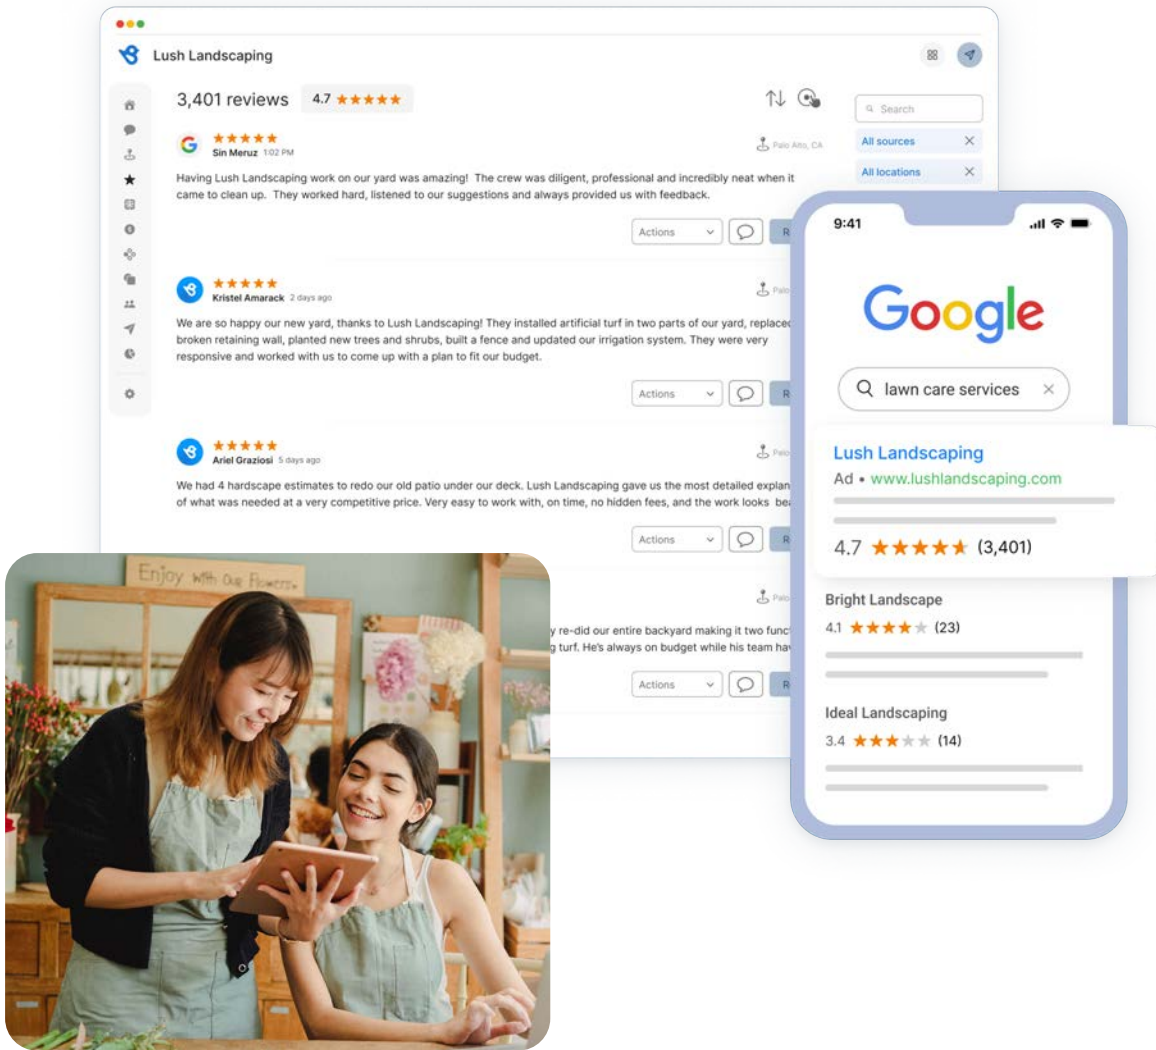 Lush Landscaping
3,401 reviews 4.7
Search
Sin Meruz 1:02 PM
Palo Alto, CA
All sources
Having Lush Landscaping work on our yard was amazing! The crew was diligent, professional and incredibly neat when it
came to clean up. They worked hard, listened to our suggestions and always provided us with feedback.
All locations
Actions
R
Kristel Amarack 2 days ago
Palo
We are so happy our new yard, thanks to Lush Landscaping! They installed artificial turf in two parts of our yard, replaced
broken retaining wall, planted new trees and shrubs, built a fence and updated our irrigation system. They were very
responsive and worked with us to come up with a plan to fit our budget.
Actions
R
Ariel Graziosi 5 days ago
Palo
We had 4 hardscape estimates to redo our old patio under our deck. Lush Landscaping gave us the most detailed explan
of what was needed at a very competitive price. Very easy to work with, on time, no hidden fees, and the work looks bea
Actions
R
Palo
y re-did our entire backyard making it two func
g turf. He's always on budget while his team hav
Actions
R
9:41
Google
lawn care services
Lush Landscaping
Ad • www.lushlandscaping.com
4.7 (3,401)
Bright Landscape
4.1 (23)
Ideal Landscaping
3.4 (14)
Enjoy with Our Flowers